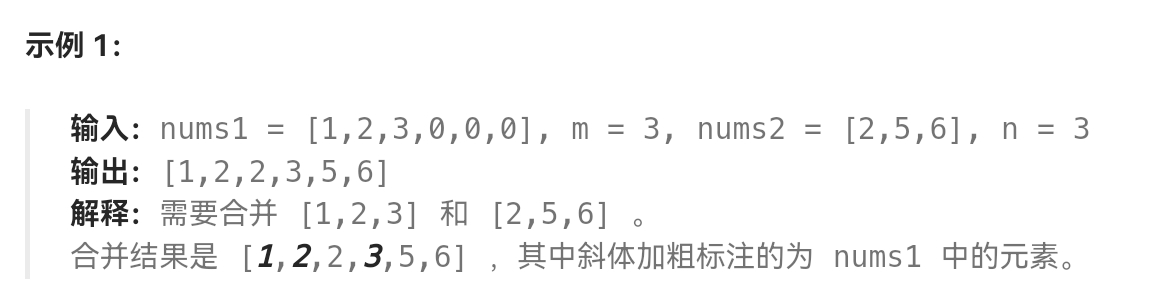 示例 1：
输入：nums1 = [1,2,3,0,0,0], m = 3, nums2 = [2,5,6], n = 3
输出：[1,2,2,3,5,6]
解释：需要合并 [1,2,3] 和 [2,5,6] 。
合并结果是 [1,2,2,3,5,6] ，其中斜体加粗标注的为 nums1 中的元素。